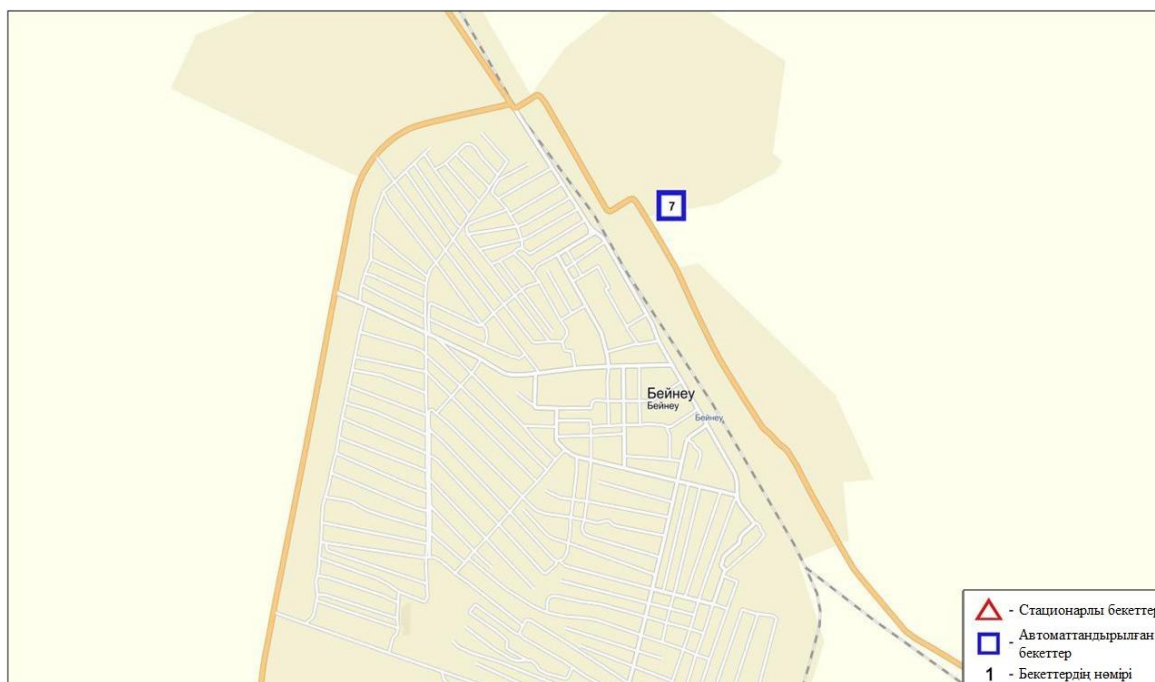 7
Бейнеу
Бейнеу
Бейнеу
- Стационарлы бекеттер
- Автоматтандырылған
бекеттер
1 - Бекеттердің нөмірі